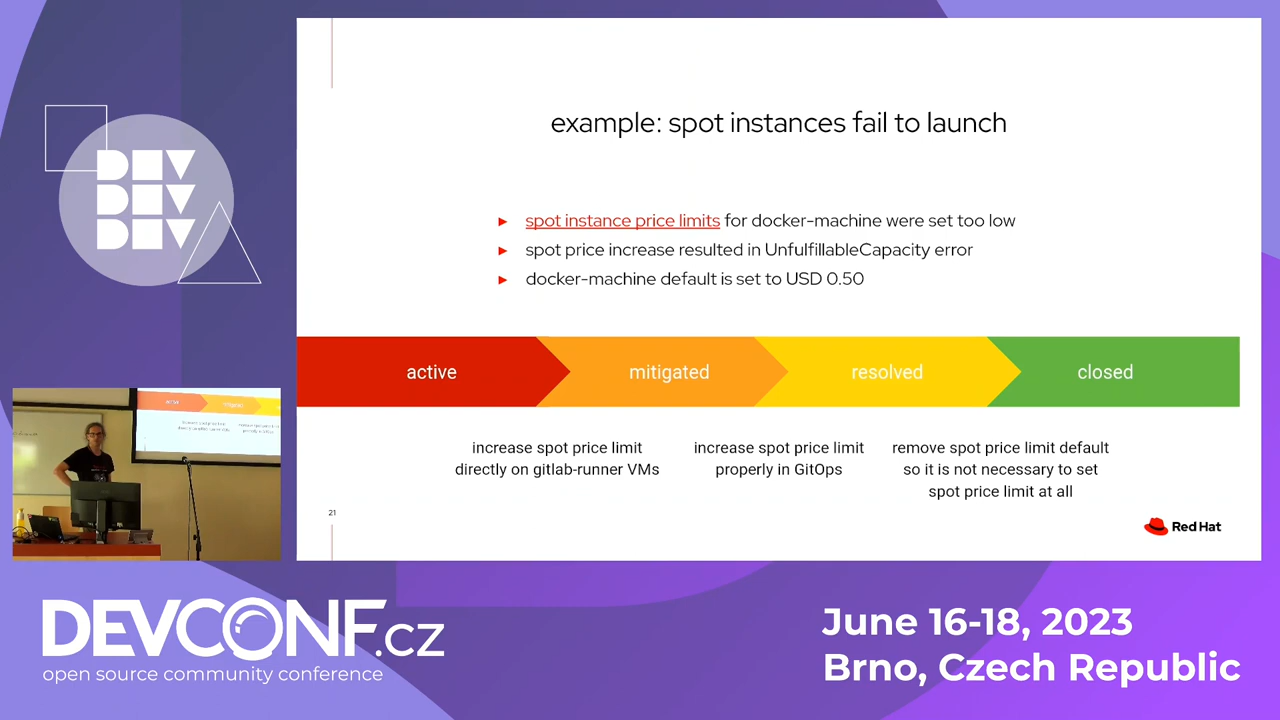 DEV
DEV
DEV
example: spot instances fail to launch
► spot instance price limits for docker-machine were set too low
► spot price increase resulted in UnfulfillableCapacity error
► docker-machine default is set to USD 0.50
active
mitigated
resolved
closed
increase spot price limit
directly on gitlab-runner VMs
increase spot price limit
properly in GitOps
remove spot price limit default
so it is not necessary to set
spot price limit at all
21
Red Hat
DEVCONF.cz
open source community conference
June 16-18, 2023
Brno, Czech Republic